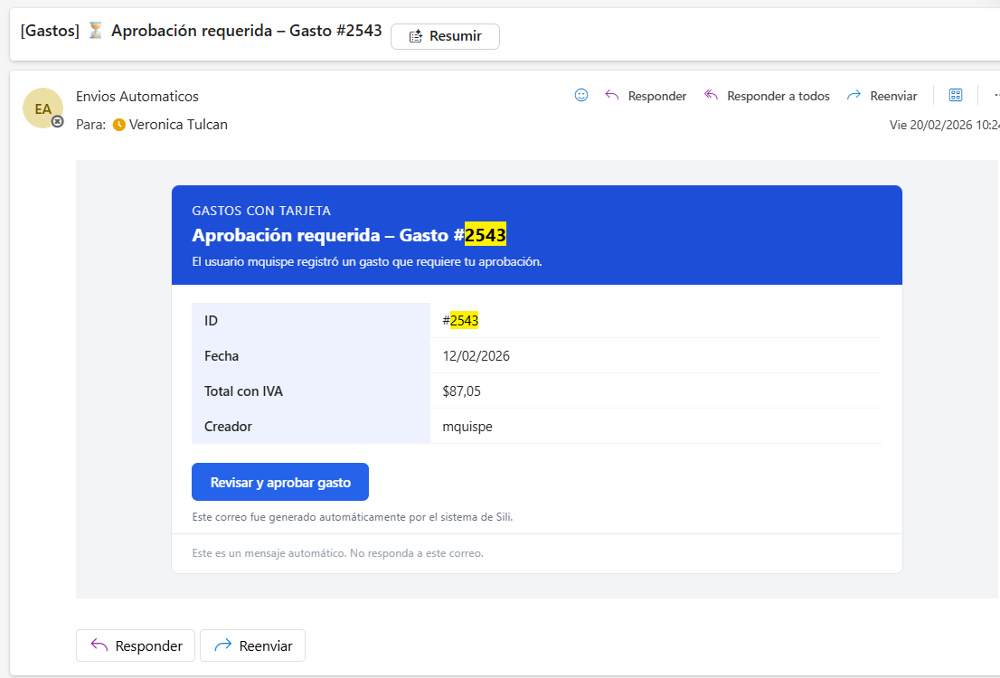 [Gastos] ⏳ Aprobación requerida – Gasto #2543
Resumir
EA
Envios Automaticos
Responder
Responder a todos
Reenviar
Para: Veronica Tulcan
Vie 20/02/2026 10:24
GASTOS CON TARJETA
Aprobación requerida – Gasto #2543
El usuario mquispe registró un gasto que requiere tu aprobación.
ID #2543
Fecha 12/02/2026
Total con IVA $87,05
Creador mquispe
Revisar y aprobar gasto
Este correo fue generado automáticamente por el sistema de Sili.
Este es un mensaje automático. No responda a este correo.
Responder
Reenviar